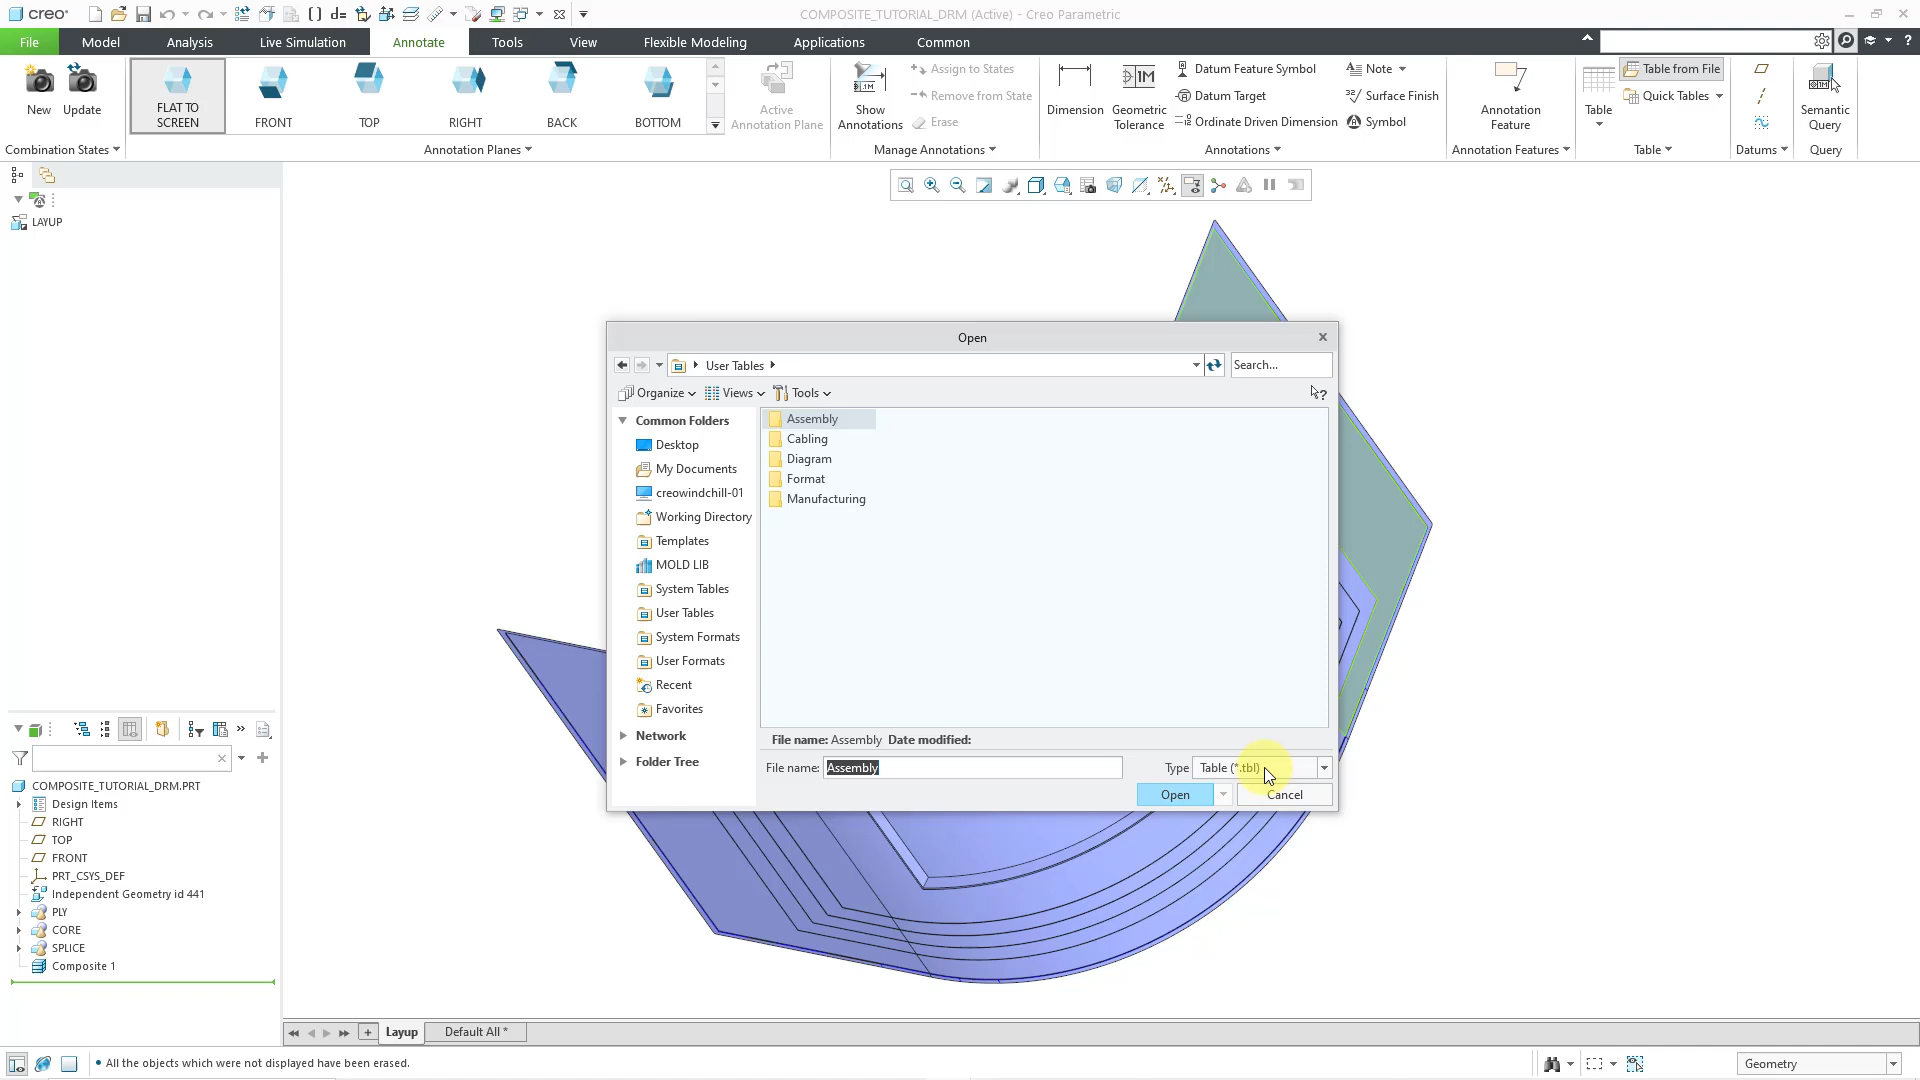 creo
COMPOSITE_TUTORIAL_DRM (Active) - Creo Parametric
File
Model
Analysis
Live Simulation
Annotate
Tools
View
Flexible Modeling
Applications
Common
New
Update
FLAT TO
SCREEN
FRONT
TOP
RIGHT
BACK
BOTTOM
Active
Annotation Plane
Show
Annotations
Assign to States
Remove from State
Erase
Dimension
Geometric
Tolerance
Datum Feature Symbol
Datum Target
Ordinate Driven Dimension
Note
Surface Finish
Symbol
Annotation
Feature
Table
Table from File
Quick Tables
Semantic
Query
Combination States
Annotation Planes
Manage Annotations
Annotations
Annotation Features
Table
Datums
Query
LAYUP
Open
User Tables
Search...
Organize
Views
Tools
Common Folders
Desktop
My Documents
creowindchill-01
Working Directory
Templates
MOLD LIB
System Tables
User Tables
System Formats
User Formats
Recent
Favorites
Network
Folder Tree
Assembly
Cabling
Diagram
Format
Manufacturing
File name: Assembly Date modified:
File name: Assembly
Type Table (*.tbl)
Open
Cancel
COMPOSITE_TUTORIAL_DRM.PRT
Design Items
RIGHT
TOP
FRONT
PRT_CSYS_DEF
Independent Geometry id 441
PLY
CORE
SPLICE
Composite 1
Layup
Default All *
• All the objects which were not displayed have been erased.
Geometry